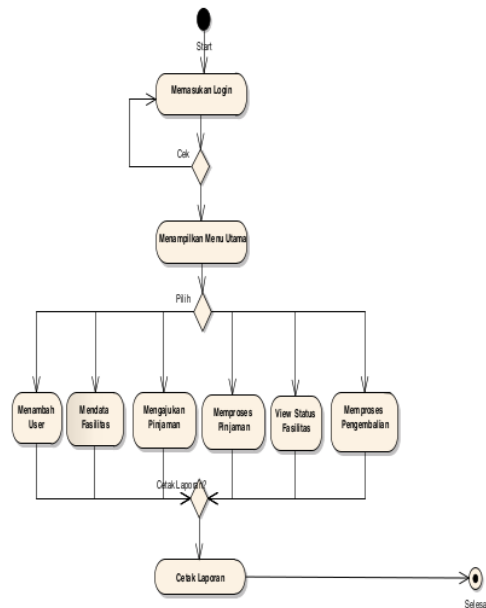 Start
Memasukan Login
Cek
Menampilkan Menu Utama
Pilih
Menambah
User
Mendata
Fasilitas
Mengajukan
Pinjaman
Memproses
Pinjaman
View Status
Fasilitas
Memproses
Pengembalian
Cetak Laporan?
Cetak Laporan
Selesa